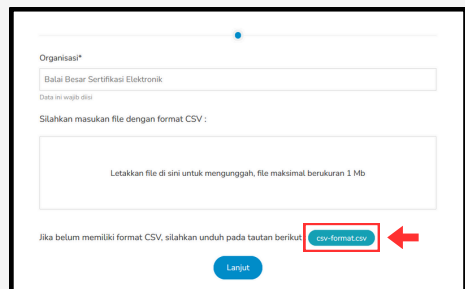 Organisasi*
Balai Besar Sertifikasi Elektronik
Data ini wajib diisi
Silahkan masukan file dengan format CSV :
Letakkan file di sini untuk mengunggah, file maksimal berukuran 1 Mb
Jika belum memiliki format CSV, silahkan unduh pada tautan berikut csv-format.csv
Lanjut